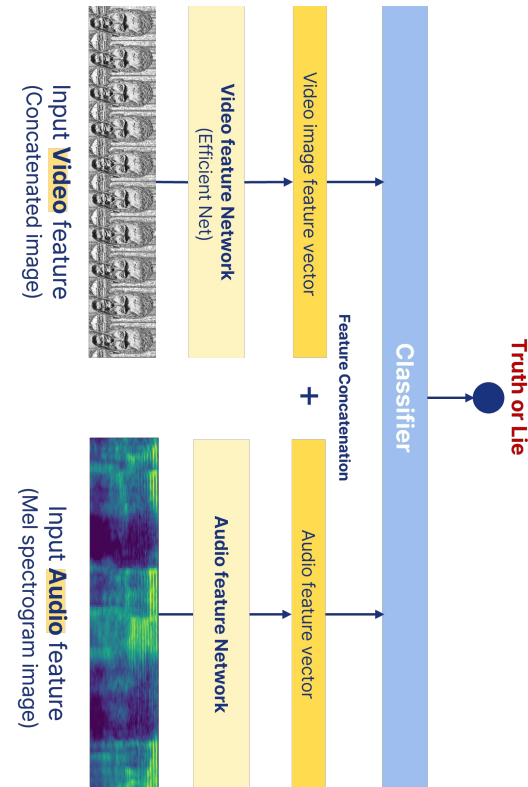 Truth or Lie
Classifier
Feature Concatenation
Video image feature vector
+
Audio feature vector
Video feature Network
(Efficient Net)
Audio feature Network
Input Video feature
(Concatenated image)
Input Audio feature
(Mel spectrogram image)